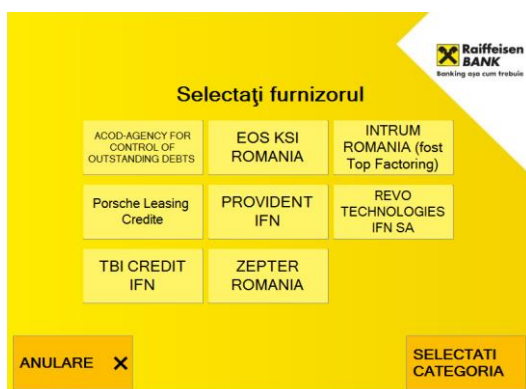 Raiffeisen
BANK
Banking așa cum trebuie
Selectaţi furnizorul
ACOD-AGENCY FOR
CONTROL OF
OUTSTANDING DEBTS
EOS KSI
ROMANIA
INTRUM
ROMANIA (fost
Top Factoring)
Porsche Leasing
Credite
PROVIDENT
IFN
REVO
TECHNOLOGIES
IFN SA
TBI CREDIT
IFN
ZEPTER
ROMANIA
ANULARE X
SELECTATI
CATEGORIA